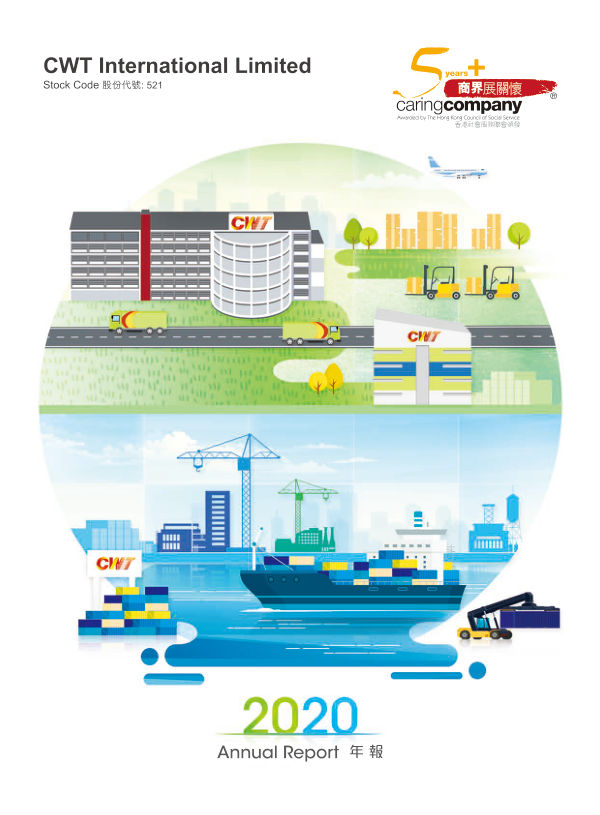 CWT International Limited
Stock Code 股份代號: 521
5 years+
商界展關懷
®
caringcompany
Awarded by The Hong Kong Council of Social Service
香港社會服務聯會頒發
CWT
CWT
CWT
2020
Annual Report 年報